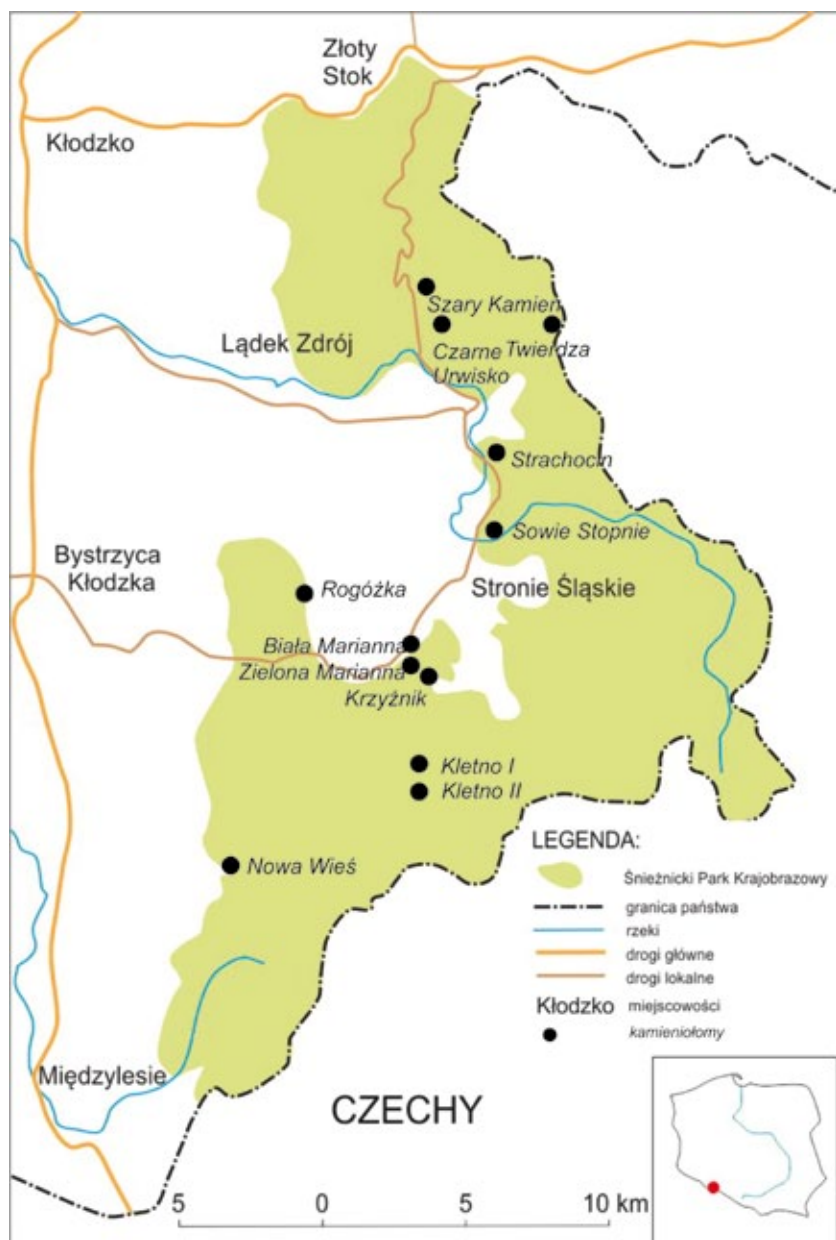 Złoty
Stok
Kłodzko
Szary Kamien
Lądek Zdrój
Czarne
Urwisko
Twierdza
Strachocin
Sowie Stopnie
Bystrzyca
Kłodzka
Rogóżka
Stronie Śląskie
Biała Marianna
Zielona Marianna
Krzyżnik
Kletno I
Kletno II
Nowa Wieś
LEGENDA:
Śnieżnicki Park Krajobrazowy
granica państwa
rzeki
drogi główne
drogi lokalne
Kłodzko miejscowości
kamieniołomy
Międzylesie
CZECHY
5 0 5 10 km